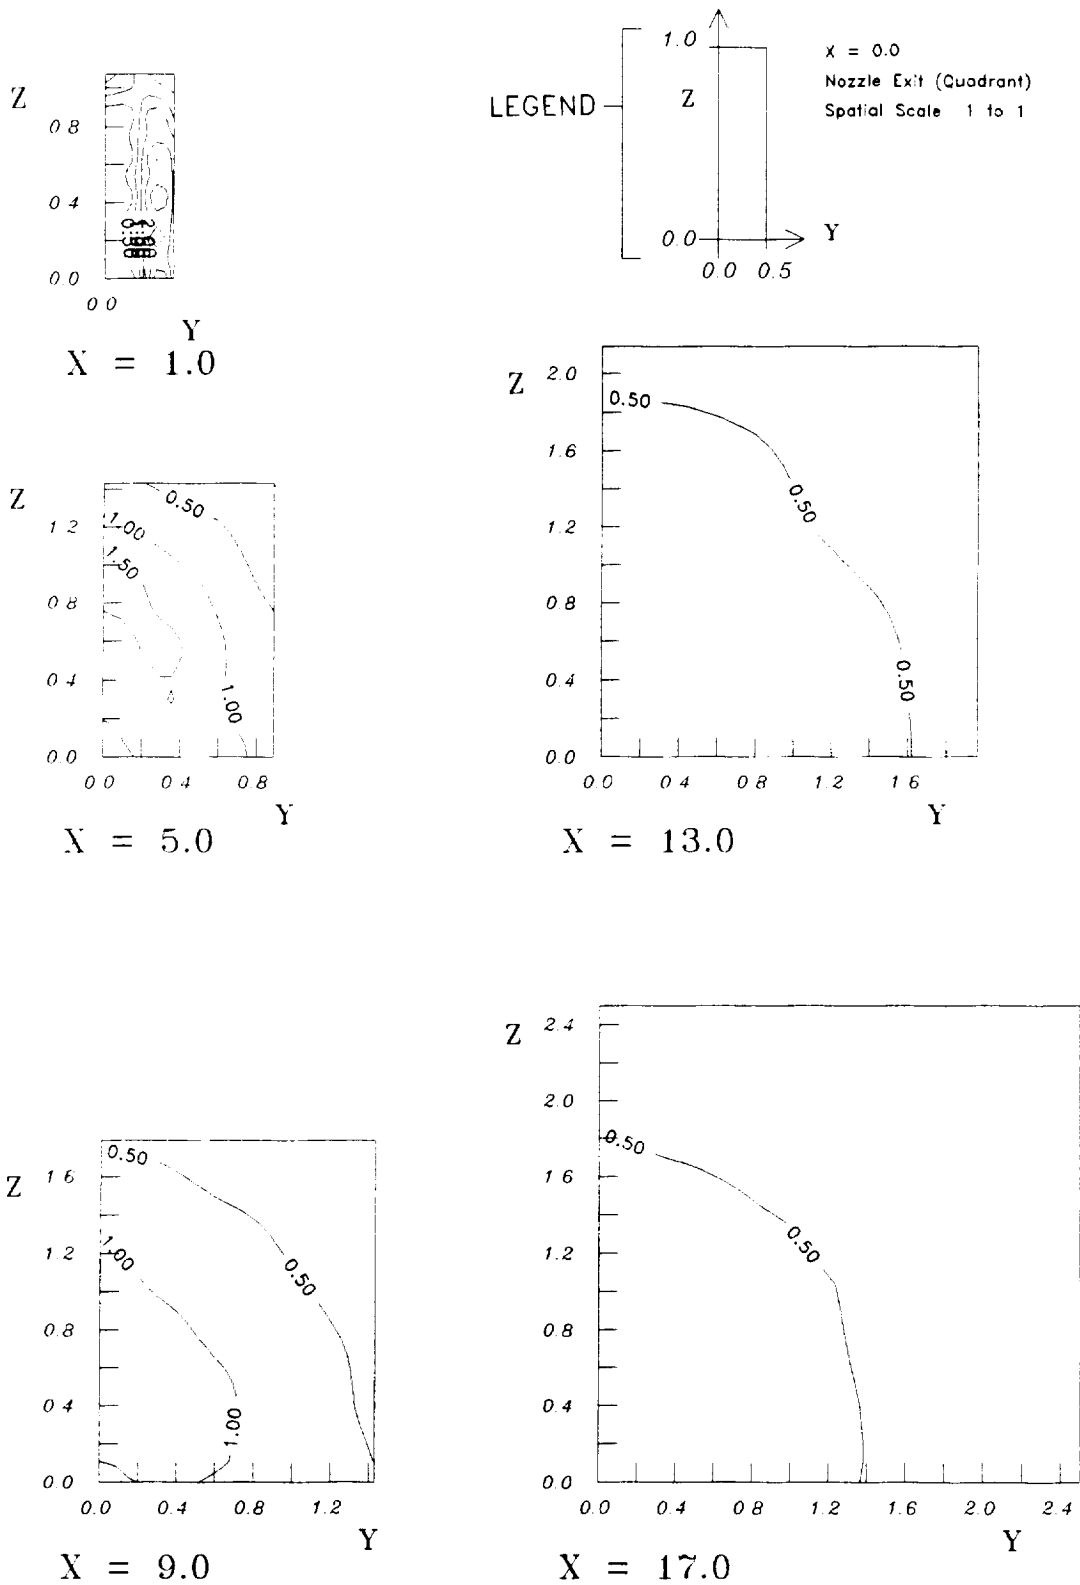 Z
0 8
0 4
0.0
0 0
Y
X = 1.0
LEGEND
1.0
Z
0.0
0.0 0.5
Y
X = 0.0
Nozzle Exit (Quadrant)
Spatial Scale 1 to 1
Z
1.2
0.8
0.4
0.0
0.50
1.00
1.50
1.00
0 0 0 4 0.8
Y
X = 5.0
Z
2.0
1.6
1.2
0.8
0.4
0.0
0.50
0.50
0.50
0.0 0.4 0 8 1.2 1.6
Y
X = 13.0
Z
1 6
1.2
0.8
0 4
0.0
0.50
1.00
0.50
1.00
0.0 0.4 0.8 1.2
Y
X = 9.0
Z
2.4
2.0
1.6
1.2
0.8
0.4
0.0
0.50
0.50
0.0 0.4 0 8 1.2 1 6 2.0 2.4
Y
X = 17.0